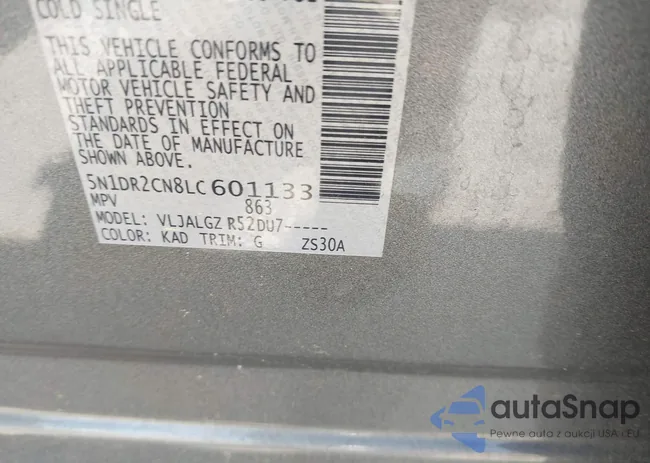 COLD SINGLE
THIS VEHICLE CONFORMS TO
ALL APPLICABLE FEDERAL
MOTOR VEHICLE SAFETY AND
THEFT PREVENTION
STANDARDS IN EFFECT ON
THE DATE OF MANUFACTURE
SHOWN ABOVE.
5N1DR2CN8LC601133
MPV 863
MODEL: VLJALGZ R52DU7-----
COLOR: KAD TRIM: G ZS30A
autoSnap
Pewne auta z aukcji USA i EU